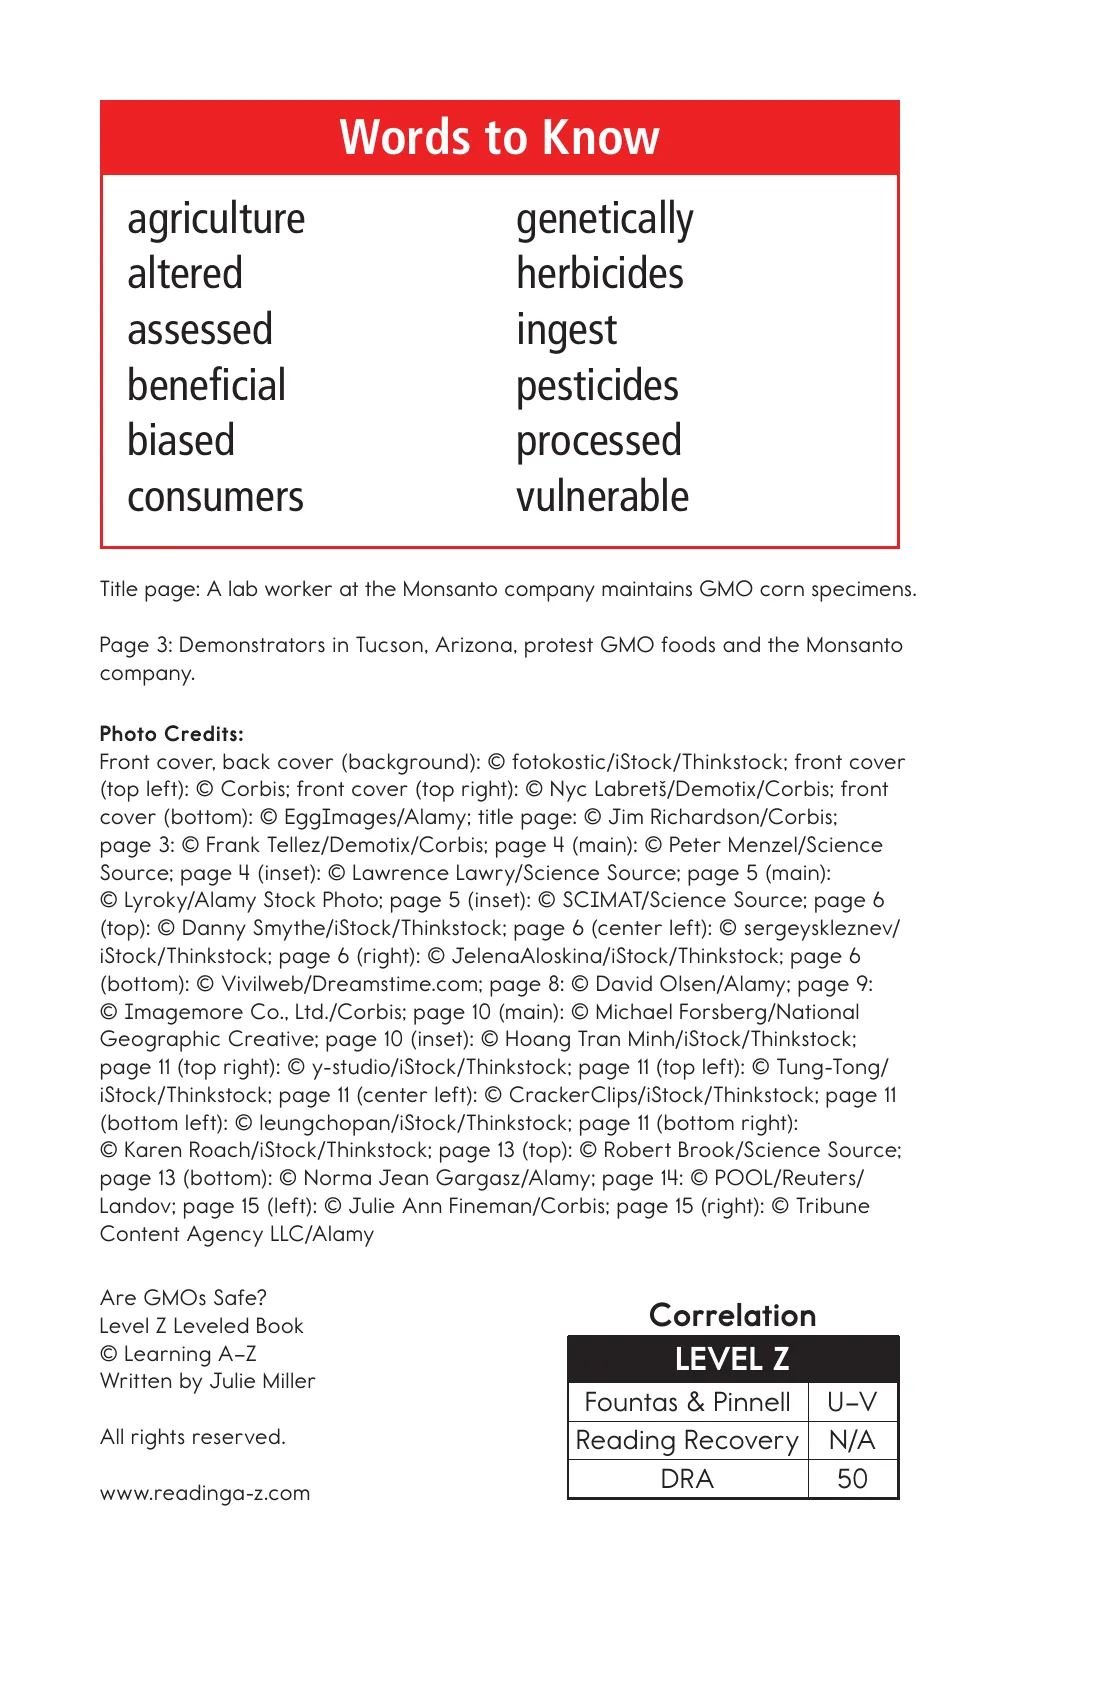 Words to Know
agriculture
altered
assessed
beneficial
biased
consumers
genetically
herbicides
ingest
pesticides
processed
vulnerable
Title page: A lab worker at the Monsanto company maintains GMO corn specimens.
Page 3: Demonstrators in Tucson, Arizona, protest GMO foods and the Monsanto
company.
Photo Credits:
Front cover, back cover (background): © fotokostic/iStock/Thinkstock; front cover
(top left): © Corbis; front cover (top right): © Nyc Labretš/Demotix/Corbis; front
cover (bottom): © EggImages/Alamy; title page: © Jim Richardson/Corbis;
page 3: © Frank Tellez/Demotix/Corbis; page 4 (main): © Peter Menzel/Science
Source; page 4 (inset): © Lawrence Lawry/Science Source; page 5 (main):
© Lyroky/Alamy Stock Photo; page 5 (inset): © SCIMAT/Science Source; page 6
(top): © Danny Smythe/iStock/Thinkstock; page 6 (center left): © sergeyskleznev/
iStock/Thinkstock; page 6 (right): © JelenaAloskina/iStock/Thinkstock; page 6
(bottom): © Vivilweb/Dreamstime.com; page 8: © David Olsen/Alamy; page 9:
© Imagemore Co., Ltd./Corbis; page 10 (main): © Michael Forsberg/National
Geographic Creative; page 10 (inset): © Hoang Tran Minh/iStock/Thinkstock;
page 11 (top right): © y-studio/iStock/Thinkstock; page 11 (top left): © Tung-Tong/
iStock/Thinkstock; page 11 (center left): © CrackerClips/iStock/Thinkstock; page 11
(bottom left): © leungchopan/iStock/Thinkstock; page 11 (bottom right):
© Karen Roach/iStock/Thinkstock; page 13 (top): © Robert Brook/Science Source;
page 13 (bottom): © Norma Jean Gargasz/Alamy; page 14: © POOL/Reuters/
Landov; page 15 (left): © Julie Ann Fineman/Corbis; page 15 (right): © Tribune
Content Agency LLC/Alamy
Are GMOs Safe?
Level Z Leveled Book
© Learning A–Z
Written by Julie Miller
All rights reserved.
www.readinga-z.com
Correlation
LEVEL Z
Fountas & Pinnell U–V
Reading Recovery N/A
DRA 50